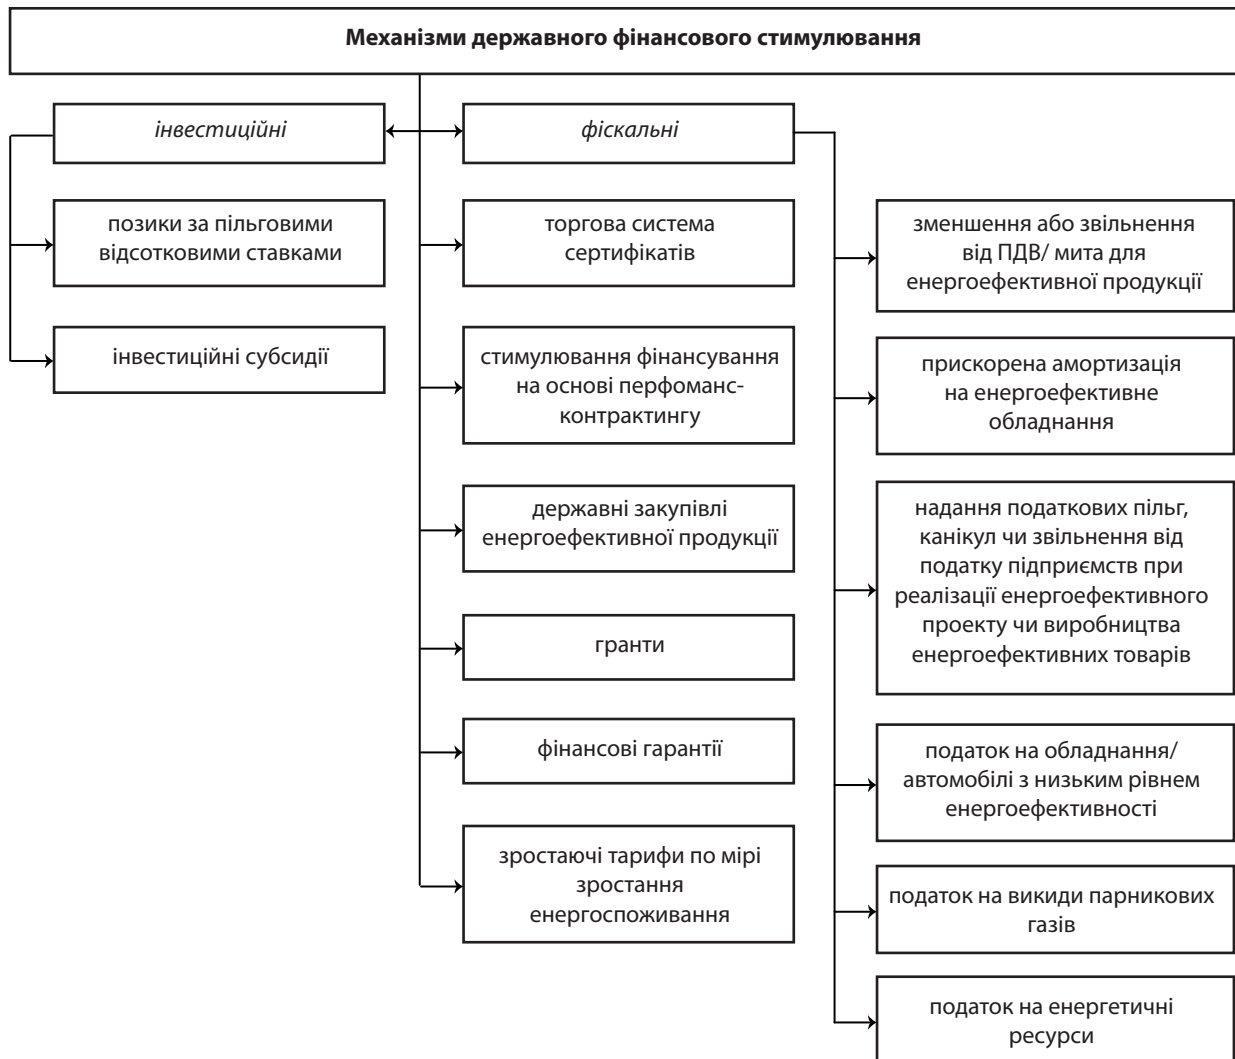 Механізми державного фінансового стимулювання
інвестиційні
фіскальні
позики за пільговими
відсотковими ставками
інвестиційні субсидії
торгова система
сертифікатів
стимулювання фінансування
на основі перфоманс-
контрактингу
державні закупівлі
енергоефективної продукції
гранти
фінансові гарантії
зростаючі тарифи по мірі
зростання
енергоспоживання
зменшення або звільнення
від ПДВ/ мита для
енергоефективної продукції
прискорена амортизація
на енергоефективне
обладнання
надання податкових пільг,
канікул чи звільнення від
податку підприємств при
реалізації енергоефективного
проекту чи виробництва
енергоефективних товарів
податок на обладнання/
автомобілі з низьким рівнем
енергоефективності
податок на викиди парникових
газів
податок на енергетичні
ресурси